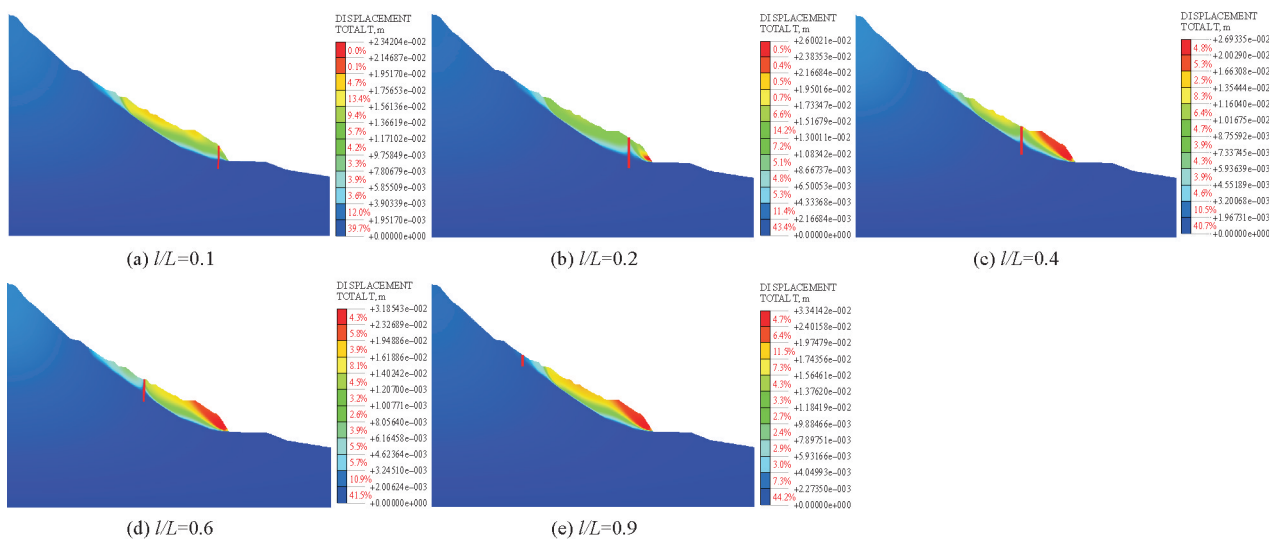 DISPLACEMENT
TOTAL T, m
+2.34204e-002
0.0%
+2.14687e-002
0.1%
+1.95170e-002
4.7%
+1.75653e-002
13.4%
+1.56136e-002
9.4%
+1.36619e-002
5.7%
+1.17102e-002
4.2%
+9.75849e-003
3.3%
+7.80679e-003
3.9%
+5.85509e-003
3.6%
+3.90339e-003
12.0%
+1.95170e-003
39.7%
+0.00000e+000
(a) l/L=0.1
DISPLACEMENT
TOTAL T, m
+2.60021e-002
0.5%
+2.38353e-002
0.4%
+2.16684e-002
0.5%
+1.95016e-002
0.7%
+1.73347e-002
6.6%
+1.51679e-002
14.2%
+1.30011e-002
7.2%
+1.08342e-002
5.1%
+8.66737e-003
4.8%
+6.50053e-003
5.3%
+4.33368e-003
11.4%
+2.16684e-003
43.4%
+0.00000e+000
(b) l/L=0.2
DISPLACEMENT
TOTAL T, m
+2.69335e-002
4.8%
+2.00290e-002
5.3%
+1.66308e-002
2.5%
+1.35444e-002
8.3%
+1.16040e-002
6.4%
+1.01675e-002
4.7%
+8.75592e-003
4.3%
+7.33745e-003
3.9%
+5.93639e-003
4.6%
+4.55189e-003
10.5%
+3.20068e-003
40.7%
+1.96731e-003
+0.00000e+000
(c) l/L=0.4
DISPLACEMENT
TOTAL T, m
+3.18543e-002
4.3%
+2.32689e-002
5.8%
+1.94886e-002
3.9%
+1.61886e-002
8.1%
+1.40242e-002
4.5%
+1.20700e-003
3.2%
+1.00771e-003
2.6%
+8.05640e-003
3.9%
+6.16458e-003
5.5%
+4.62364e-003
5.7%
+3.24510e-003
10.9%
+2.00624e-003
41.5%
+0.00000e+000
(d) l/L=0.6
DISPLACEMENT
TOTAL T, m
+3.34142e-002
4.7%
+2.40158e-002
6.4%
+1.97479e-002
11.5%
+1.74356e-002
7.3%
+1.56461e-002
4.3%
+1.37620e-002
3.3%
+1.18419e-002
2.7%
+9.88466e-003
2.4%
+7.89751e-003
2.9%
+5.93166e-003
3.0%
+4.04993e-003
7.3%
+2.27350e-003
44.2%
+0.00000e+000
(e) l/L=0.9